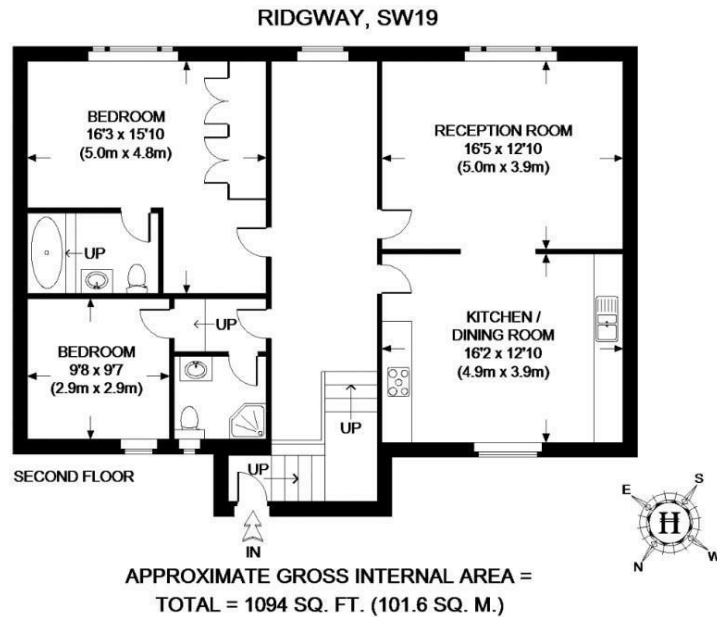 RIDGWAY, SW19
BEDROOM
16'3 x 15'10
(5.0m x 4.8m)
RECEPTION ROOM
16'5 x 12'10
(5.0m x 3.9m)
UP
KITCHEN /
DINING ROOM
16'2 x 12'10
(4.9m x 3.9m)
UP
BEDROOM
9'8 x 9'7
(2.9m x 2.9m)
UP
UP
SECOND FLOOR
IN
E
S
H
N
W
APPROXIMATE GROSS INTERNAL AREA =
TOTAL = 1094 SQ. FT. (101.6 SQ. M.)